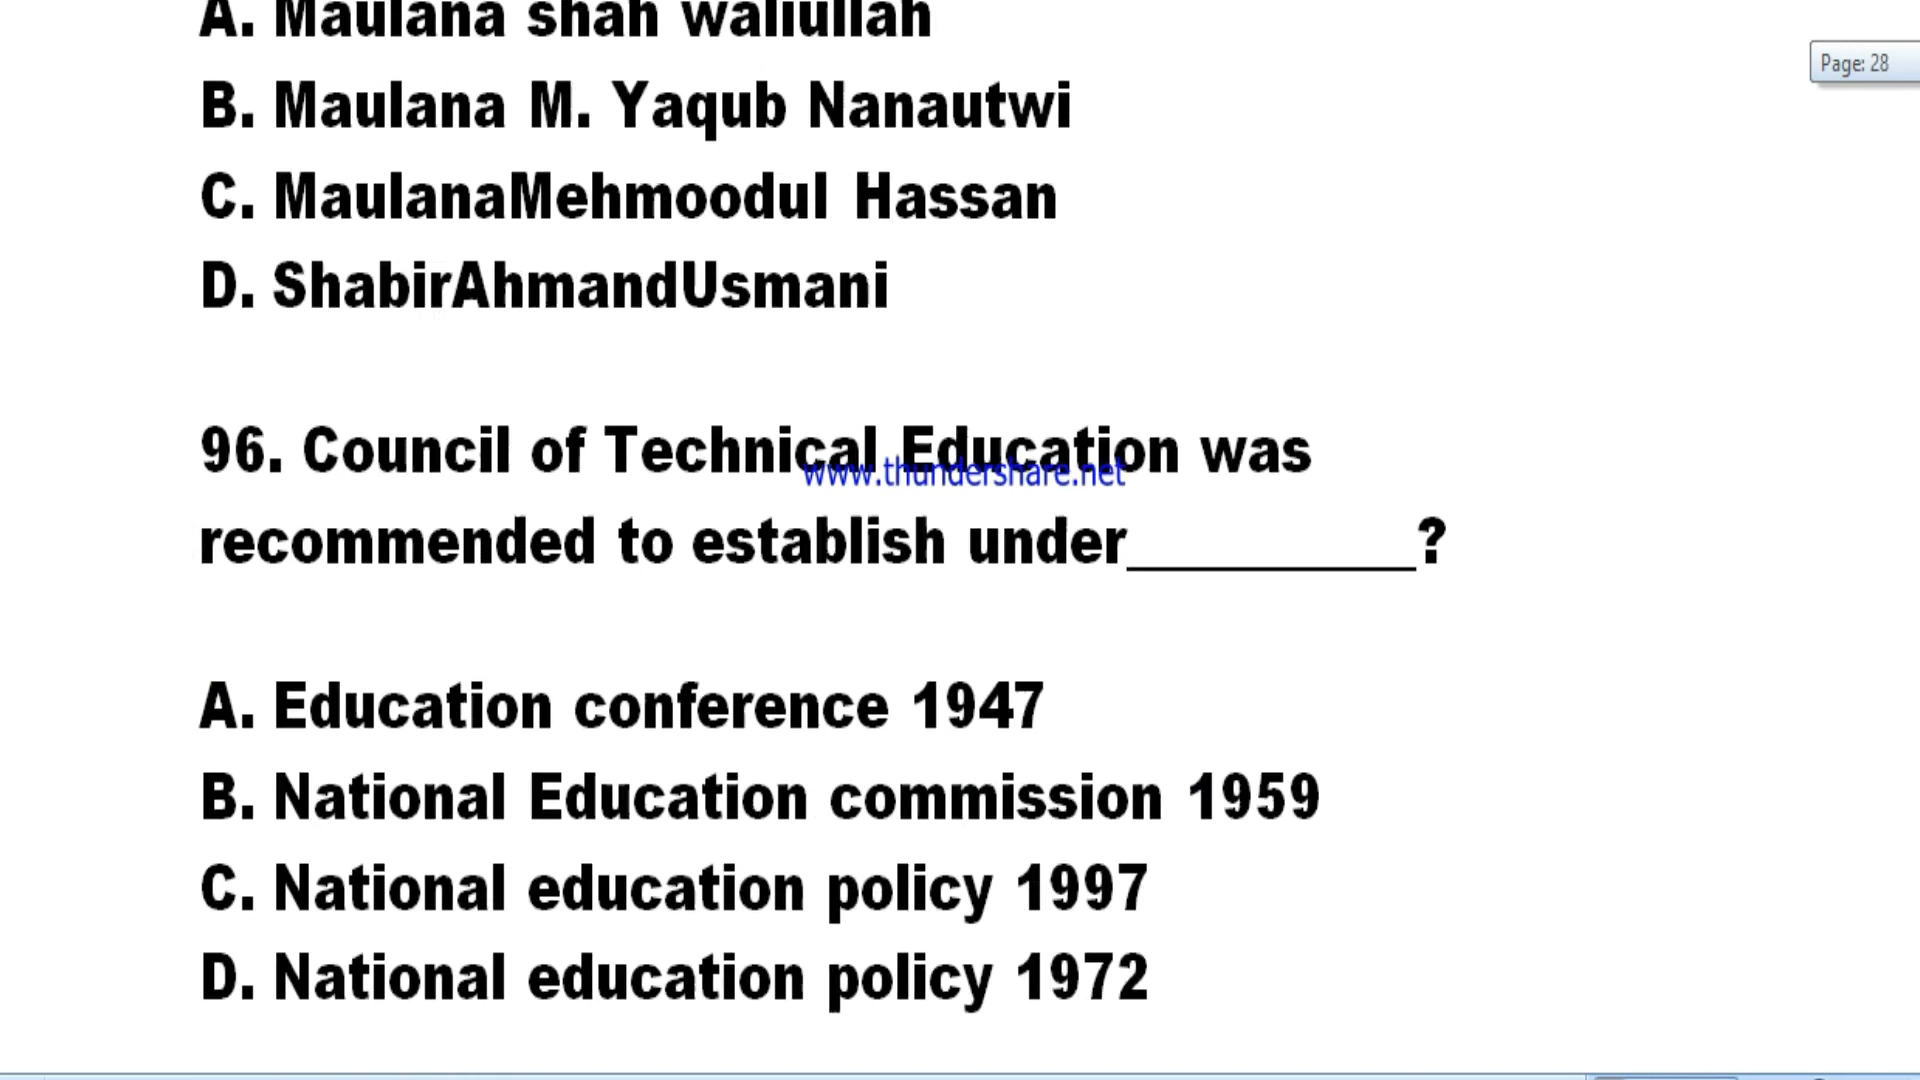 A. Maulana shah waliullah
Page: 28
B. Maulana M. Yaqub Nanautwi
C. MaulanaMehmoodul Hassan
D. ShabirAhmandUsmani
96. Council of Technical Education was
www.thundershare.net
recommended to establish under__________?
A. Education conference 1947
B. National Education commission 1959
C. National education policy 1997
D. National education policy 1972